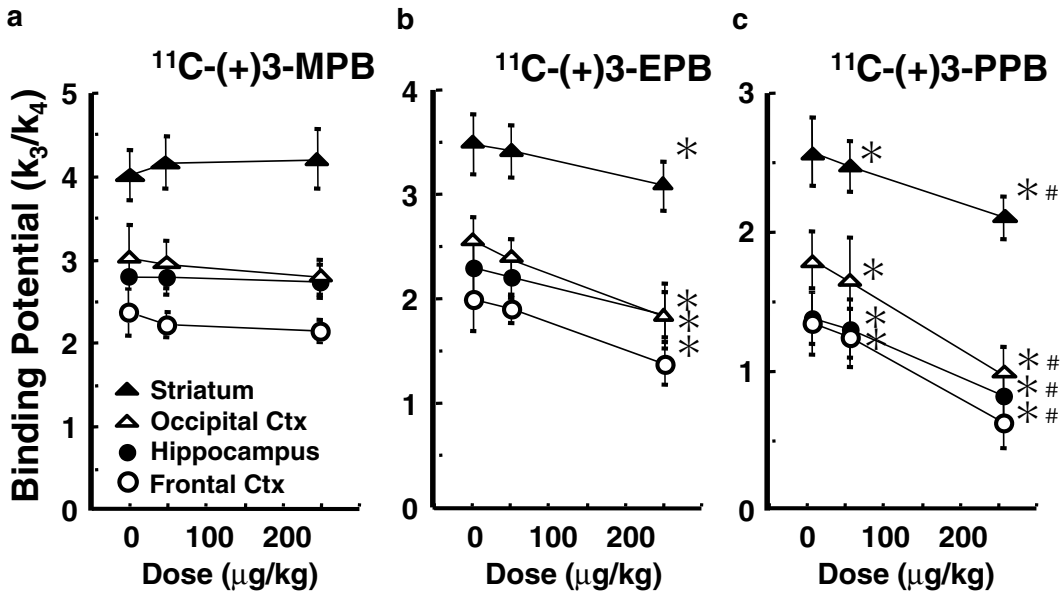 a
b
c
¹¹C-(+)3-MPB
¹¹C-(+)3-EPB
¹¹C-(+)3-PPB
Binding Potential (k₃/k₄)
5
4
3
2
1
0
Striatum
Occipital Ctx
Hippocampus
Frontal Ctx
0 100 200
Dose (μg/kg)
4
3
2
1
0
*
*
*
*
0 100 200
Dose (μg/kg)
3
2
1
0
*
* #
*
*
*
* #
* #
* #
0 100 200
Dose (μg/kg)